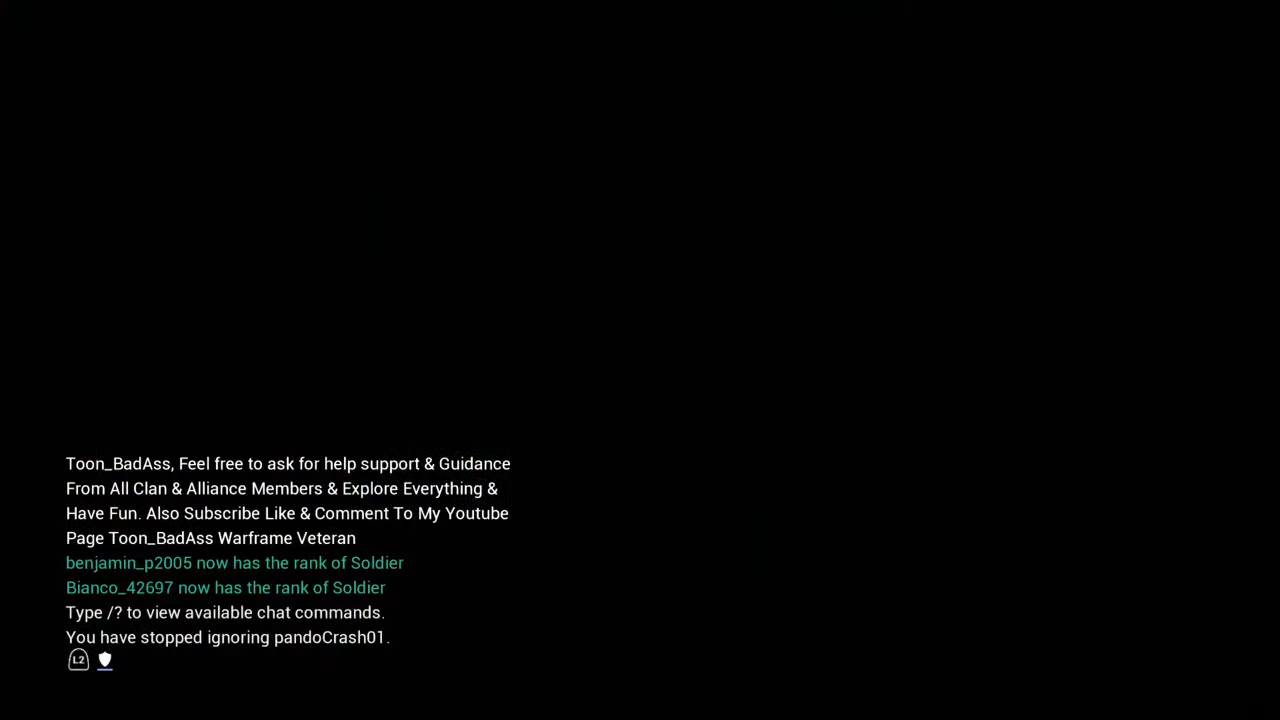 Toon_BadAss, Feel free to ask for help support & Guidance
From All Clan & Alliance Members & Explore Everything &
Have Fun. Also Subscribe Like & Comment To My Youtube
Page Toon_BadAss Warframe Veteran
benjamin_p2005 now has the rank of Soldier
Bianco_42697 now has the rank of Soldier
Type /? to view available chat commands.
You have stopped ignoring pandoCrash01.
L2